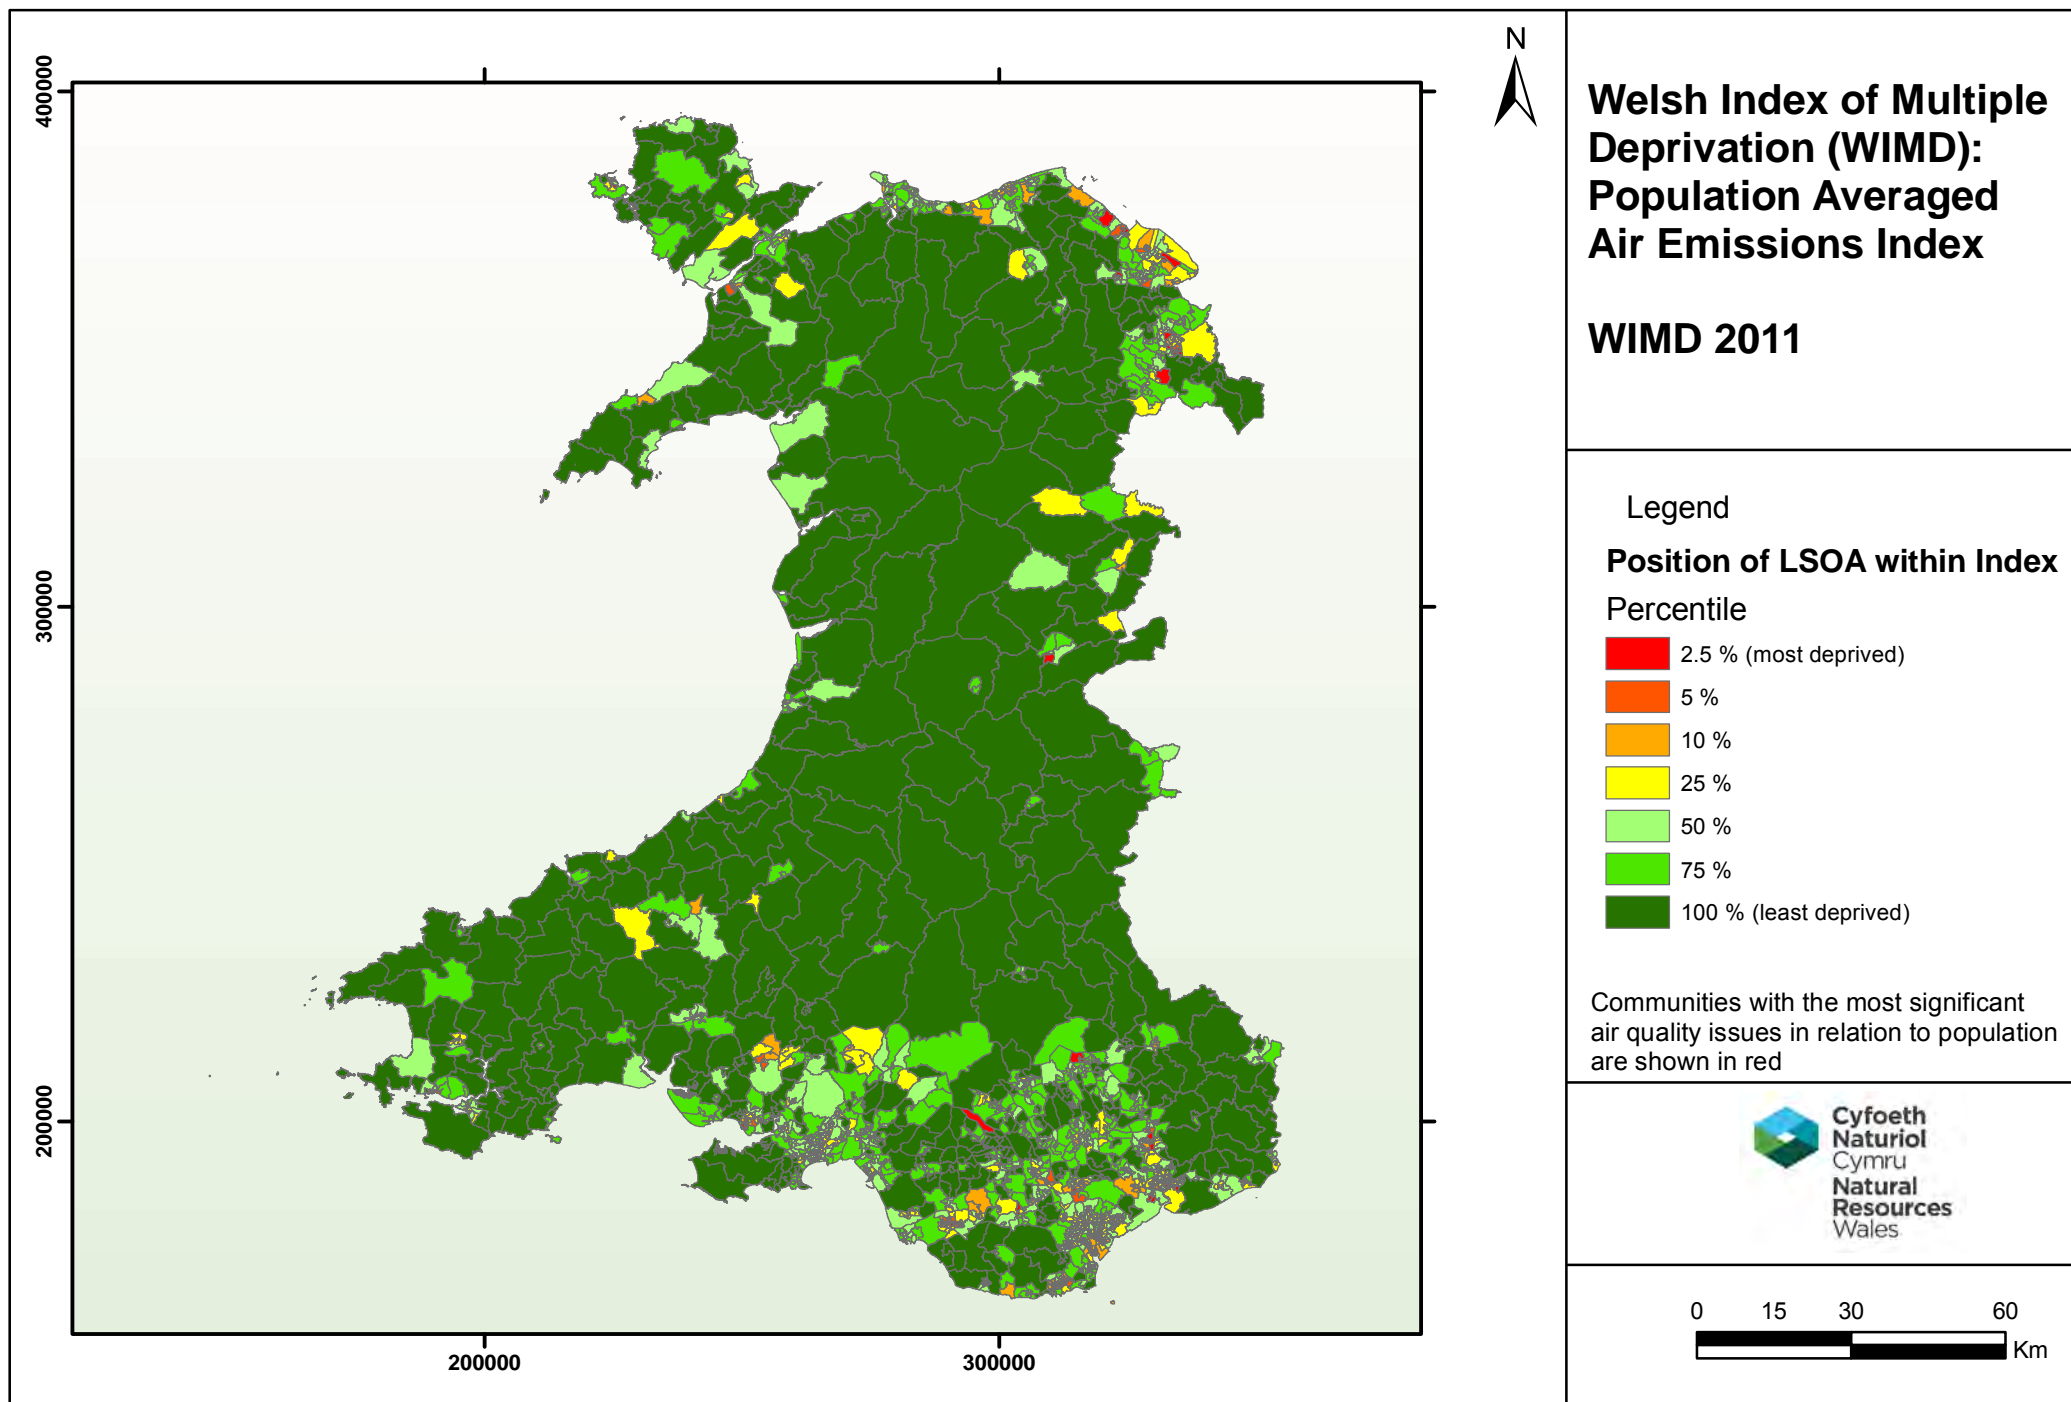 400000
300000
200000
200000
300000
N
Welsh Index of Multiple
Deprivation (WIMD):
Population Averaged
Air Emissions Index
WIMD 2011
Legend
Position of LSOA within Index
Percentile
2.5 % (most deprived)
5 %
10 %
25 %
50 %
75 %
100 % (least deprived)
Communities with the most significant
air quality issues in relation to population
are shown in red
Cyfoeth
Naturiol
Cymru
Natural
Resources
Wales
0 15 30 60
Km